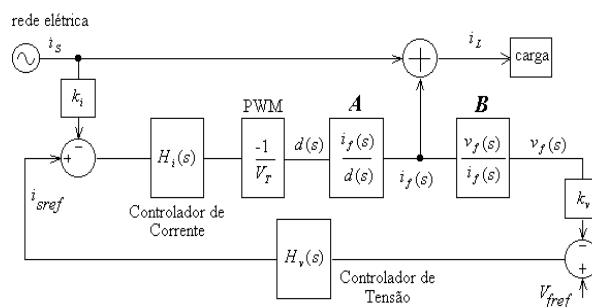 rede elétrica
i_s
i_L
carga
k_i
PWM
A
B
+ −
H_i(s)
-1/V_T
d(s)
i_f(s)/d(s)
i_f(s)
v_f(s)/i_f(s)
v_f(s)
i_sref
Controlador de
Corrente
k_v
H_v(s)
Controlador de
Tensão
−
+
V_fref